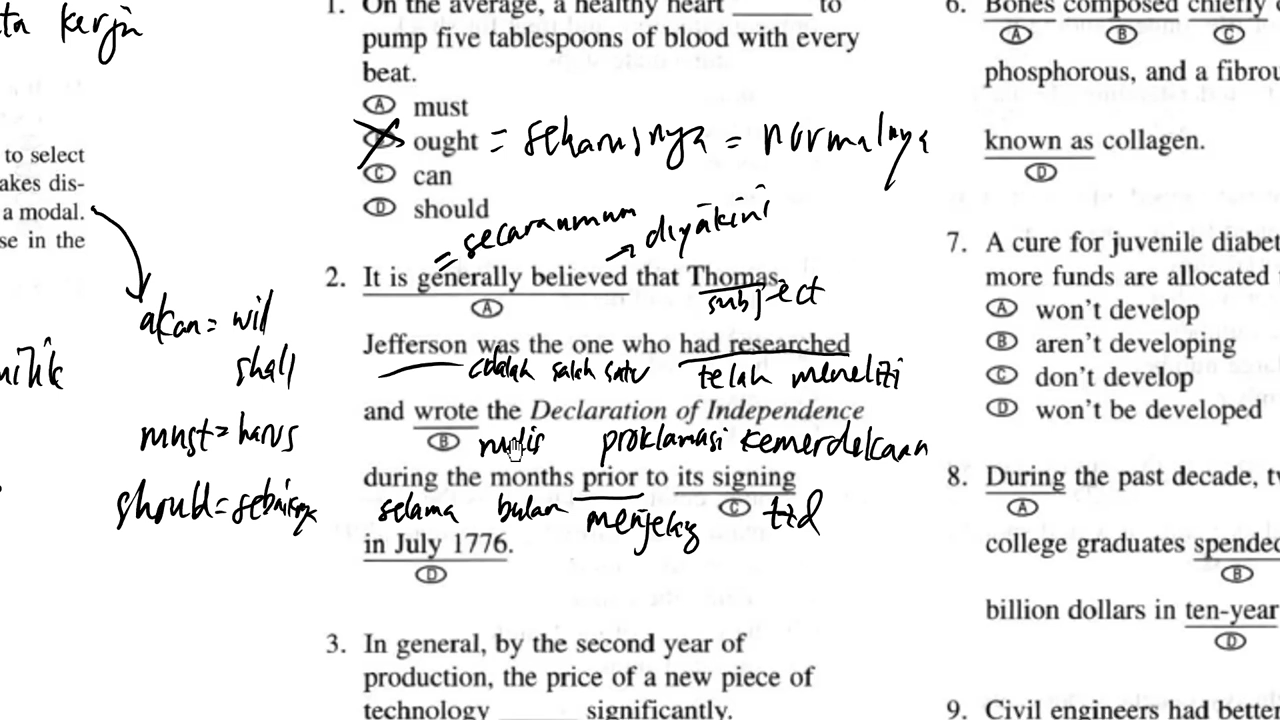 ta kerja
to select
akes dis-
a modal.
se in the
akan = will
shall
milik
must = harus
should = sebaiknya
1. On the average, a healthy heart ______ to
pump five tablespoons of blood with every
beat.
A must
ought = seharusnya = normalnya
C can
D should
= secara umum → diyakini
2. It is generally believed that Thomas
A subject
Jefferson was the one who had researched
adalah salah satu telah meneliti
and wrote the Declaration of Independence
B nulis proklamasi kemerdekaan
during the months prior to its signing
selama bulan menjelang C ttd
in July 1776.
D
3. In general, by the second year of
production, the price of a new piece of
technology ______ significantly.
6. Bones composed chiefly
A B C
phosphorous, and a fibrou
known as collagen.
D
7. A cure for juvenile diabet
more funds are allocated
A won't develop
B aren't developing
C don't develop
D won't be developed
8. During the past decade, tw
A
college graduates spended
B
billion dollars in ten-year
D
9. Civil engineers had better